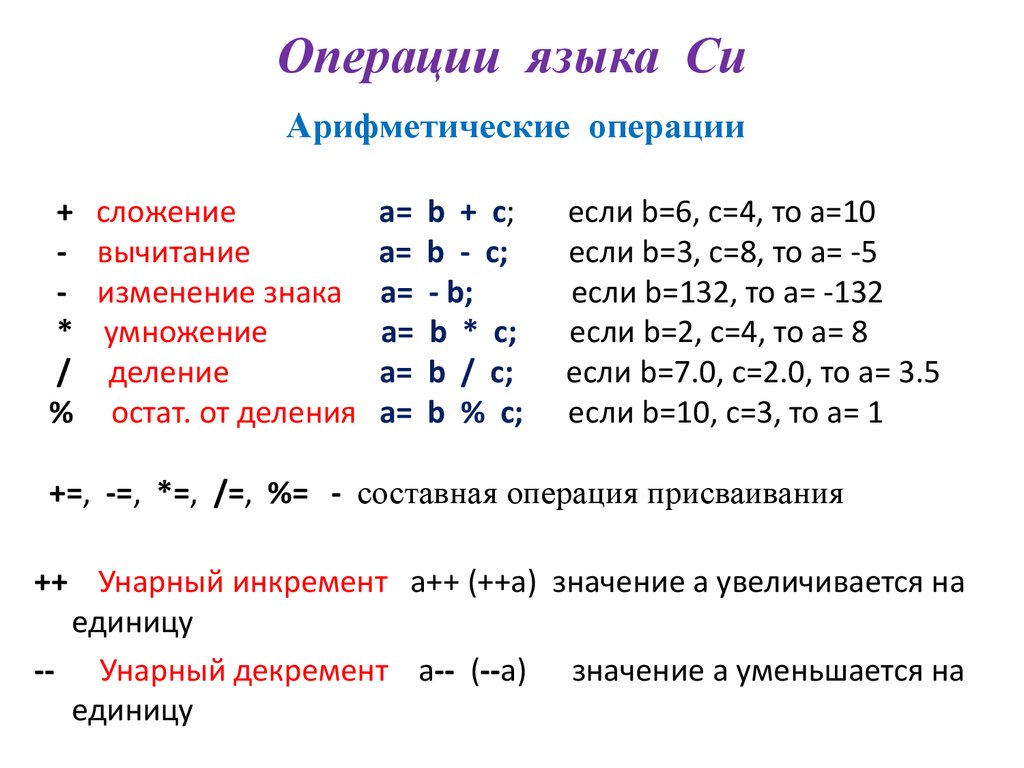 Операции языка Си
Арифметические операции
+ сложение a= b + c; если b=6, c=4, то a=10
- вычитание a= b - c; если b=3, c=8, то a= -5
- изменение знака a= - b; если b=132, то a= -132
* умножение a= b * c; если b=2, c=4, то a= 8
/ деление a= b / c; если b=7.0, c=2.0, то a= 3.5
% остат. от деления a= b % c; если b=10, c=3, то a= 1
+=, -=, *=, /=, %= - составная операция присваивания
++ Унарный инкремент a++ (++a) значение a увеличивается на
единицу
-- Унарный декремент a-- (--a) значение a уменьшается на
единицу